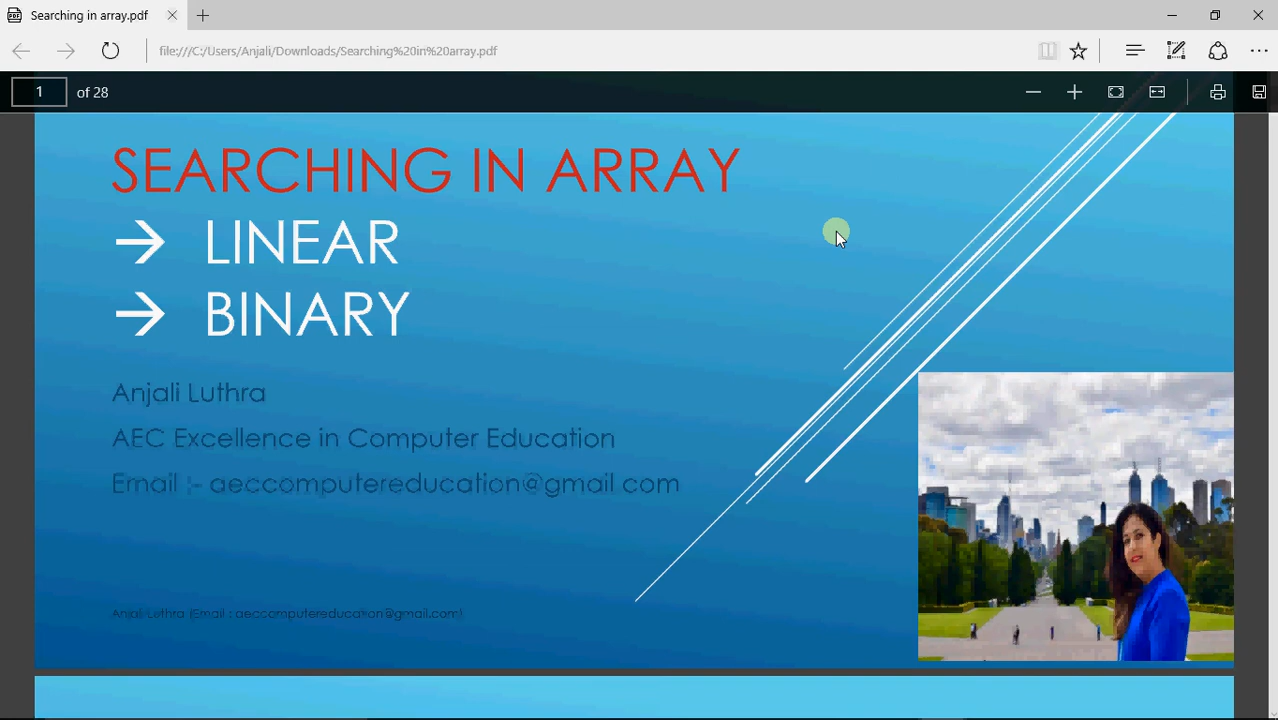 Searching in array.pdf
file:///C:/Users/Anjali/Downloads/Searching%20in%20array.pdf
1 of 28
SEARCHING IN ARRAY
→ LINEAR
→ BINARY
Anjali Luthra
AEC Excellence in Computer Education
Email :- aeccomputereducation@gmail.com
Anjali Luthra (Email : aeccomputereducation@gmail.com)